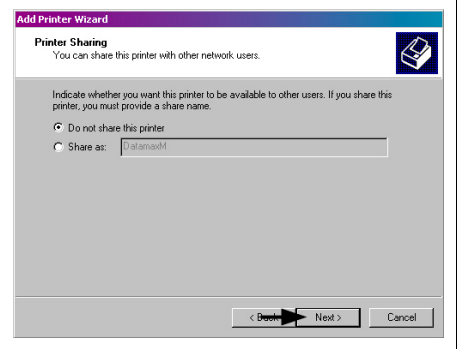 Add Printer Wizard
Printer Sharing
You can share this printer with other network users.
Indicate whether you want this printer to be available to other users. If you share this
printer, you must provide a share name.
Do not share this printer
Share as: DatamaxM
< Back Next > Cancel